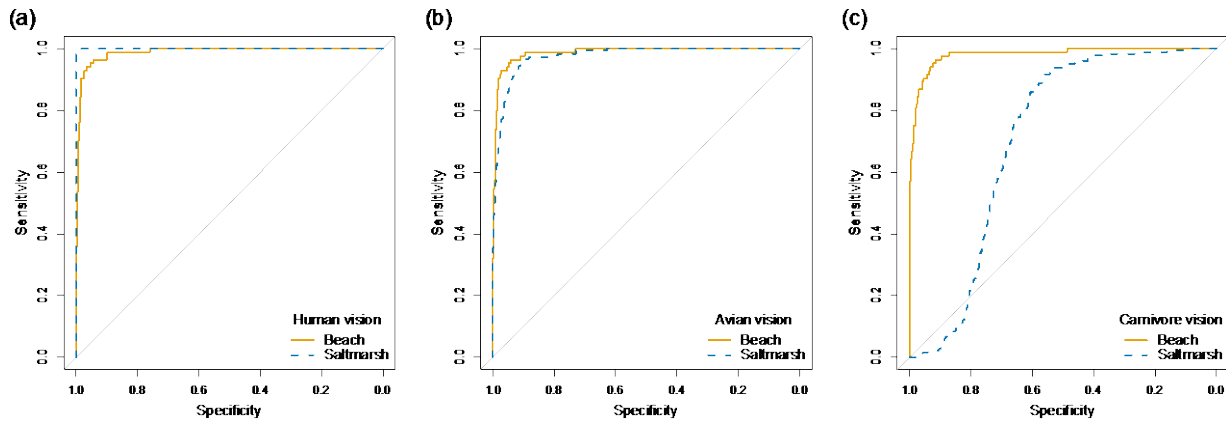 (a)
1.0
0.8
0.6
0.4
0.2
0.0
Sensitivity
Human vision
Beach
Saltmarsh
1.0 0.8 0.6 0.4 0.2 0.0
Specificity
(b)
1.0
0.8
0.6
0.4
0.2
0.0
Sensitivity
Avian vision
Beach
Saltmarsh
1.0 0.8 0.6 0.4 0.2 0.0
Specificity
(c)
1.0
0.8
0.6
0.4
0.2
0.0
Sensitivity
Carnivore vision
Beach
Saltmarsh
1.0 0.8 0.6 0.4 0.2 0.0
Specificity